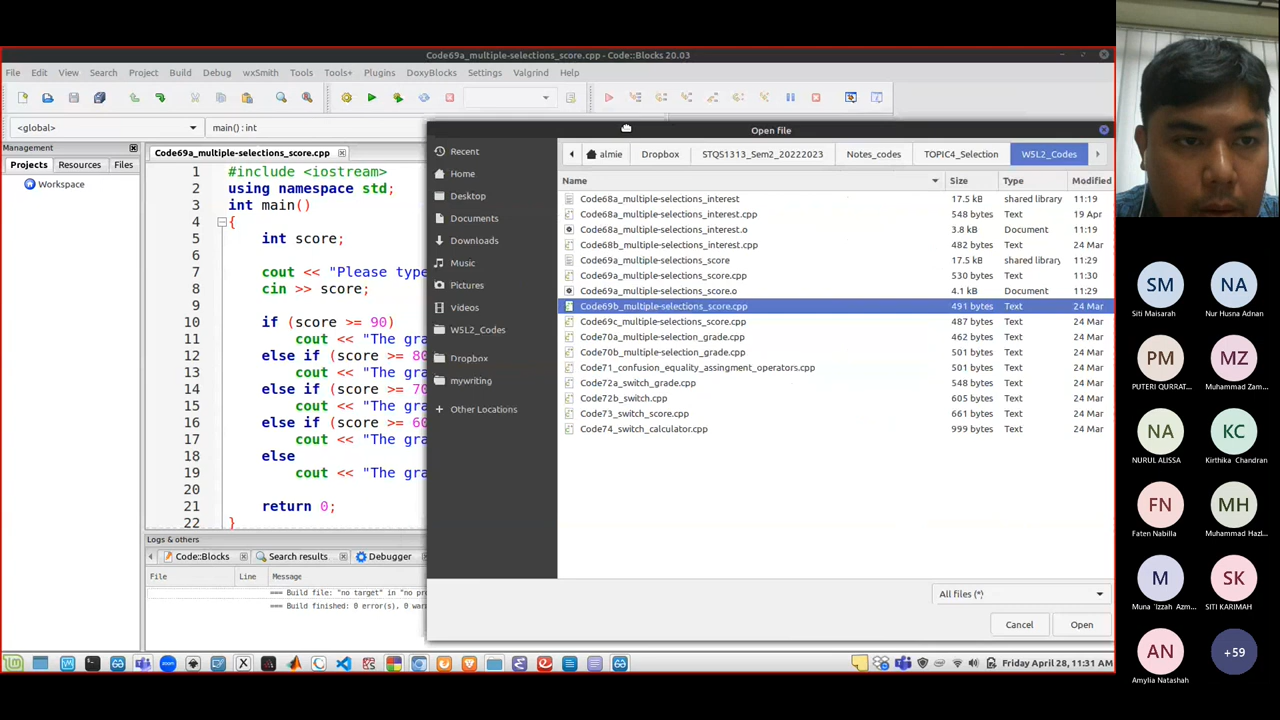 Code69a_multiple-selections_score.cpp - Code::Blocks 20.03
File Edit View Search Project Build Debug wxSmith Tools Tools+ Plugins DoxyBlocks Settings Valgrind Help
<global> main() : int
Management
Projects Resources Files
Workspace
Code69a_multiple-selections_score.cpp
1 #include <iostream>
2 using namespace std;
3 int main()
4 {
5 int score;
6
7 cout << "Please type
8 cin >> score;
9
10 if (score >= 90)
11 cout << "The gra
12 else if (score >= 80
13 cout << "The gra
14 else if (score >= 70
15 cout << "The gra
16 else if (score >= 60
17 cout << "The gra
18 else
19 cout << "The gra
20
21 return 0;
22 }
Logs & others
Code::Blocks Search results Debugger
File Line Message
=== Build file: "no target" in "no pr
=== Build finished: 0 error(s), 0 war
Open file
Recent
Home
Desktop
Documents
Downloads
Music
Pictures
Videos
W5L2_Codes
Dropbox
mywriting
+ Other Locations
almie Dropbox STQS1313_Sem2_20222023 Notes_codes TOPIC4_Selection W5L2_Codes
Name Size Type Modified
Code68a_multiple-selections_interest 17.5 kB shared library 11:19
Code68a_multiple-selections_interest.cpp 548 bytes Text 19 Apr
Code68a_multiple-selections_interest.o 3.8 kB Document 11:19
Code68b_multiple-selections_interest.cpp 482 bytes Text 24 Mar
Code69a_multiple-selections_score 17.5 kB shared library 11:29
Code69a_multiple-selections_score.cpp 530 bytes Text 11:30
Code69a_multiple-selections_score.o 4.1 kB Document 11:29
Code69b_multiple-selections_score.cpp 491 bytes Text 24 Mar
Code69c_multiple-selections_score.cpp 487 bytes Text 24 Mar
Code70a_multiple-selection_grade.cpp 462 bytes Text 24 Mar
Code70b_multiple-selection_grade.cpp 501 bytes Text 24 Mar
Code71_confusion_equality_assingment_operators.cpp 501 bytes Text 24 Mar
Code72a_switch_grade.cpp 548 bytes Text 24 Mar
Code72b_switch.cpp 605 bytes Text 24 Mar
Code73_switch_score.cpp 661 bytes Text 24 Mar
Code74_switch_calculator.cpp 999 bytes Text 24 Mar
All files (*)
Cancel Open
Friday April 28, 11:31 AM
SM NA
Siti Maisarah Nur Husna Adnan
PM MZ
PUTERI QURRAT... Muhammad Zam...
NA KC
NURUL ALISSA Kirthika Chandran
FN MH
Faten Nabilla Muhammad Hazi...
M SK
Muna 'Izzah Azm... SITI KARIMAH
AN +59
Amylia Natashah